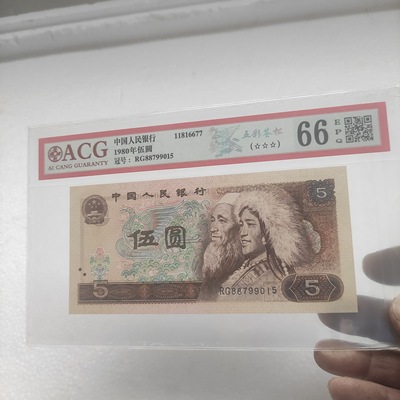 ACG
AI CANG GUARANTY
中国人民银行 11816677
1980年伍圆
冠号: RG88799015
五彩苍松
(☆☆☆)
66 EPQ
中国人民银行 5
伍圆
5 5
RG88799015